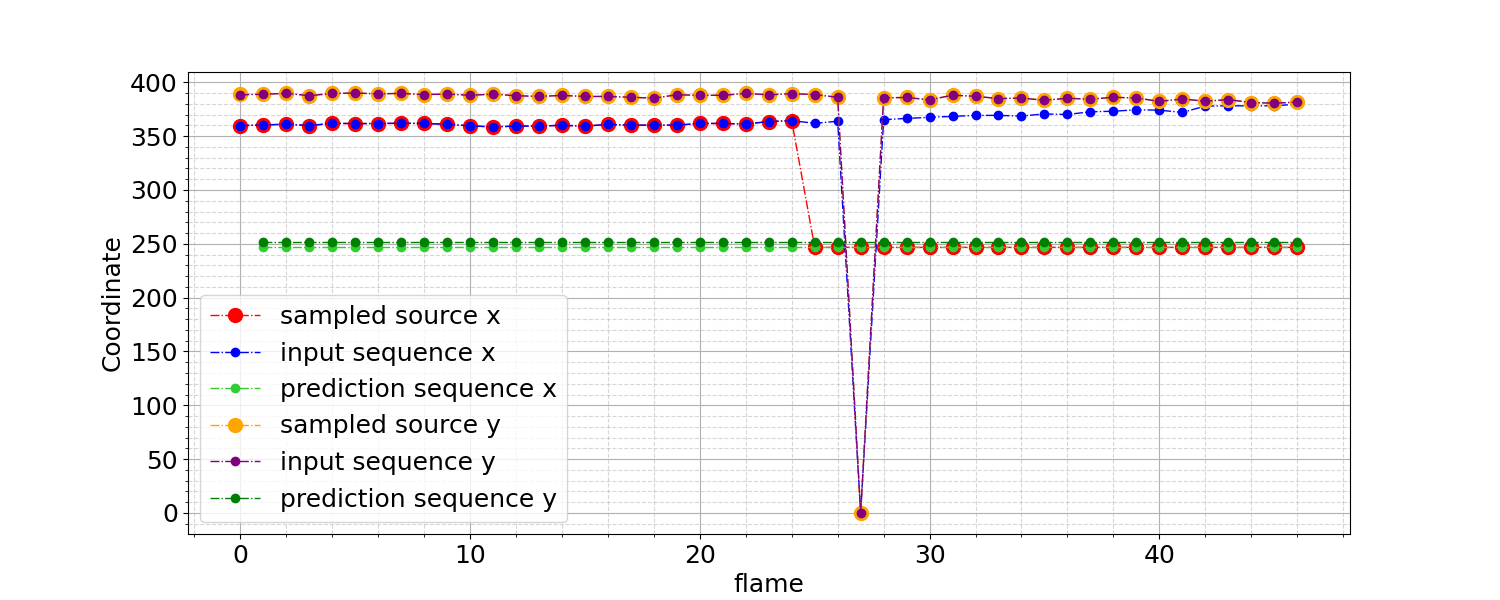 400
350
300
250
200
150
100
50
0
Coordinate
sampled source x
input sequence x
prediction sequence x
sampled source y
input sequence y
prediction sequence y
0 10 20 30 40
flame